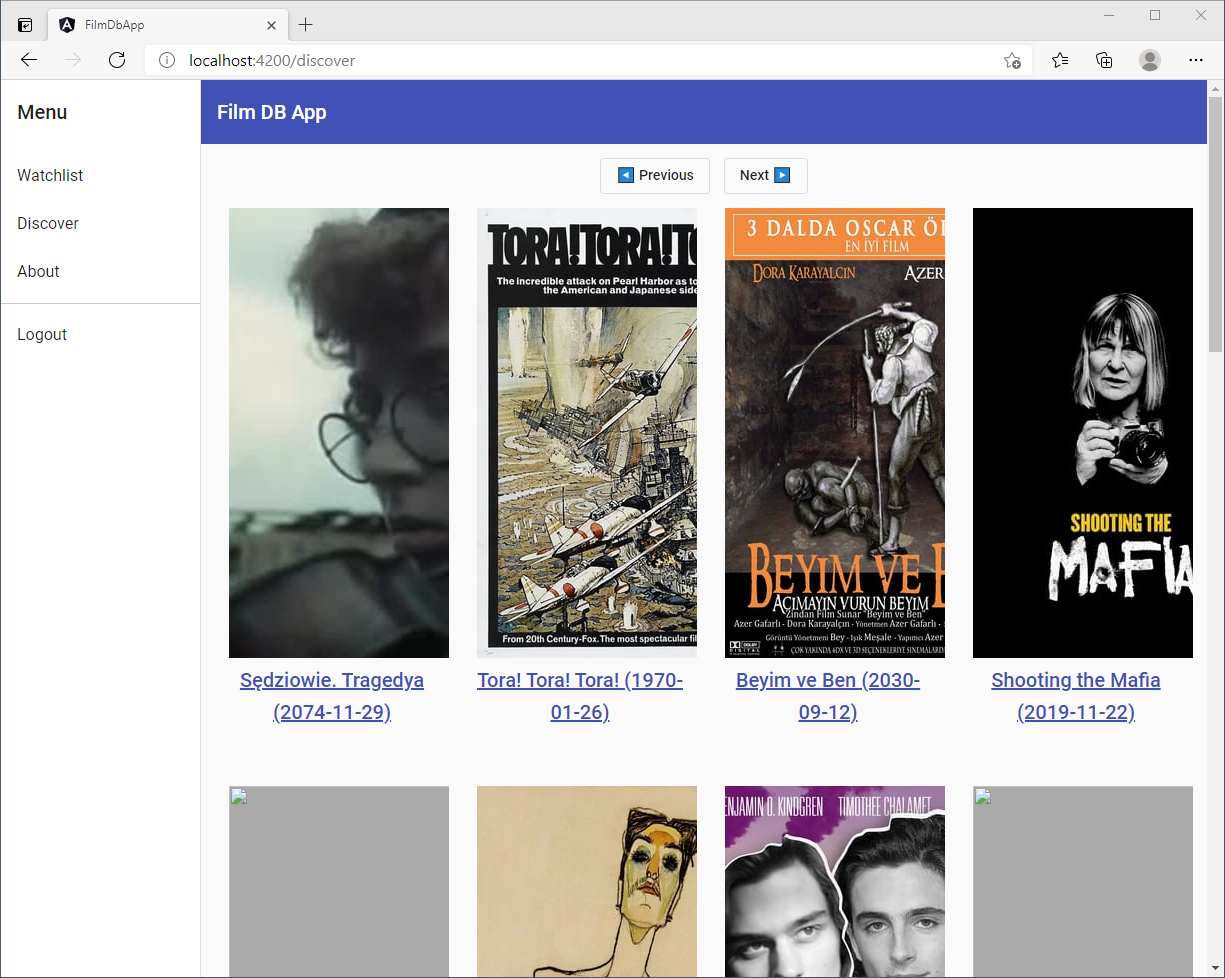 FilmDbApp
localhost:4200/discover
Menu
Film DB App
Watchlist
Discover
About
Logout
Previous
Next
TORA!TORA!TO
The incredible attack on Pearl Harbor as to
the American and Japanese side
From 20th Century-Fox. The most spectacular fil
3 DALDA OSCAR
EN İYİ FİLM
DORA KARAYALCIN
AZER
BEYIM VE B
AÇIMAYIN VURUN BEYIM
Zindan Film Sunar "Beyim ve Ben"
Azer Gafarlı - Dora Karayalçın - Yönetmen Azer Gafarlı -
Görüntü Yönetmeni Bey - Işık Meşale - Yapımcı Azer
DOLBY
DIGITAL
ÇOK YAKINDA 4DX VE 3D SEÇENEKLERIYE SINEMALARD
SHOOTING THE
MAFIA
Sędziowie. Tragedya
(2074-11-29)
Tora! Tora! Tora! (1970-
01-26)
Beyim ve Ben (2030-
09-12)
Shooting the Mafia
(2019-11-22)
ENJAMIN O. KINDGREN
TIMOTHEE CHALAMET